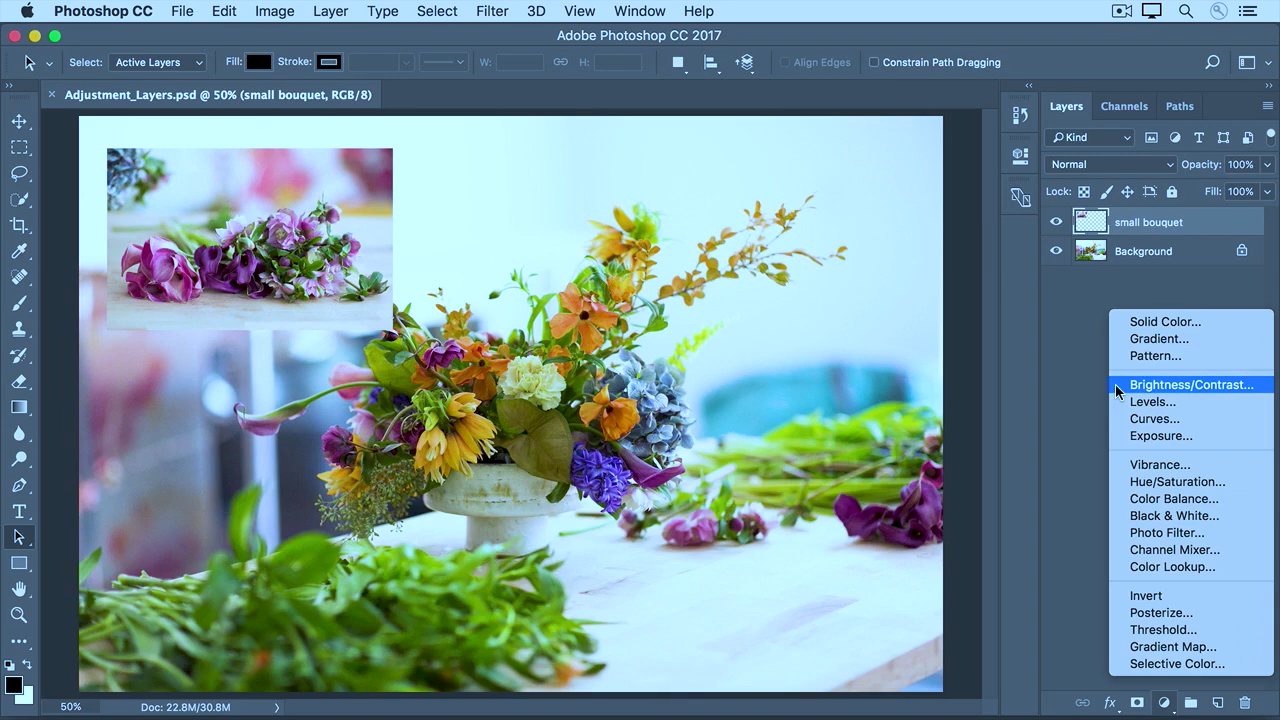 Photoshop CC File Edit Image Layer Type Select Filter 3D View Window Help
Adobe Photoshop CC 2017
Select: Active Layers Fill: Stroke: W: H: Align Edges Constrain Path Dragging
Adjustment_Layers.psd @ 50% (small bouquet, RGB/8)
Layers Channels Paths
Kind
Normal Opacity: 100%
Lock: Fill: 100%
small bouquet
Background
Solid Color...
Gradient...
Pattern...
Brightness/Contrast...
Levels...
Curves...
Exposure...
Vibrance...
Hue/Saturation...
Color Balance...
Black & White...
Photo Filter...
Channel Mixer...
Color Lookup...
Invert
Posterize...
Threshold...
Gradient Map...
Selective Color...
50% Doc: 22.8M/30.8M